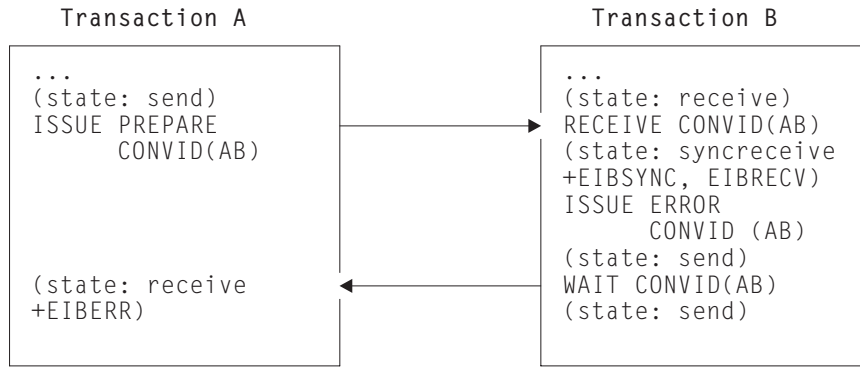 Transaction A
...
(state: send)
ISSUE PREPARE
CONVID(AB)
(state: receive
+EIBERR)
Transaction B
...
(state: receive)
RECEIVE CONVID(AB)
(state: syncreceive
+EIBSYNC, EIBRECV)
ISSUE ERROR
CONVID (AB)
(state: send)
WAIT CONVID(AB)
(state: send)